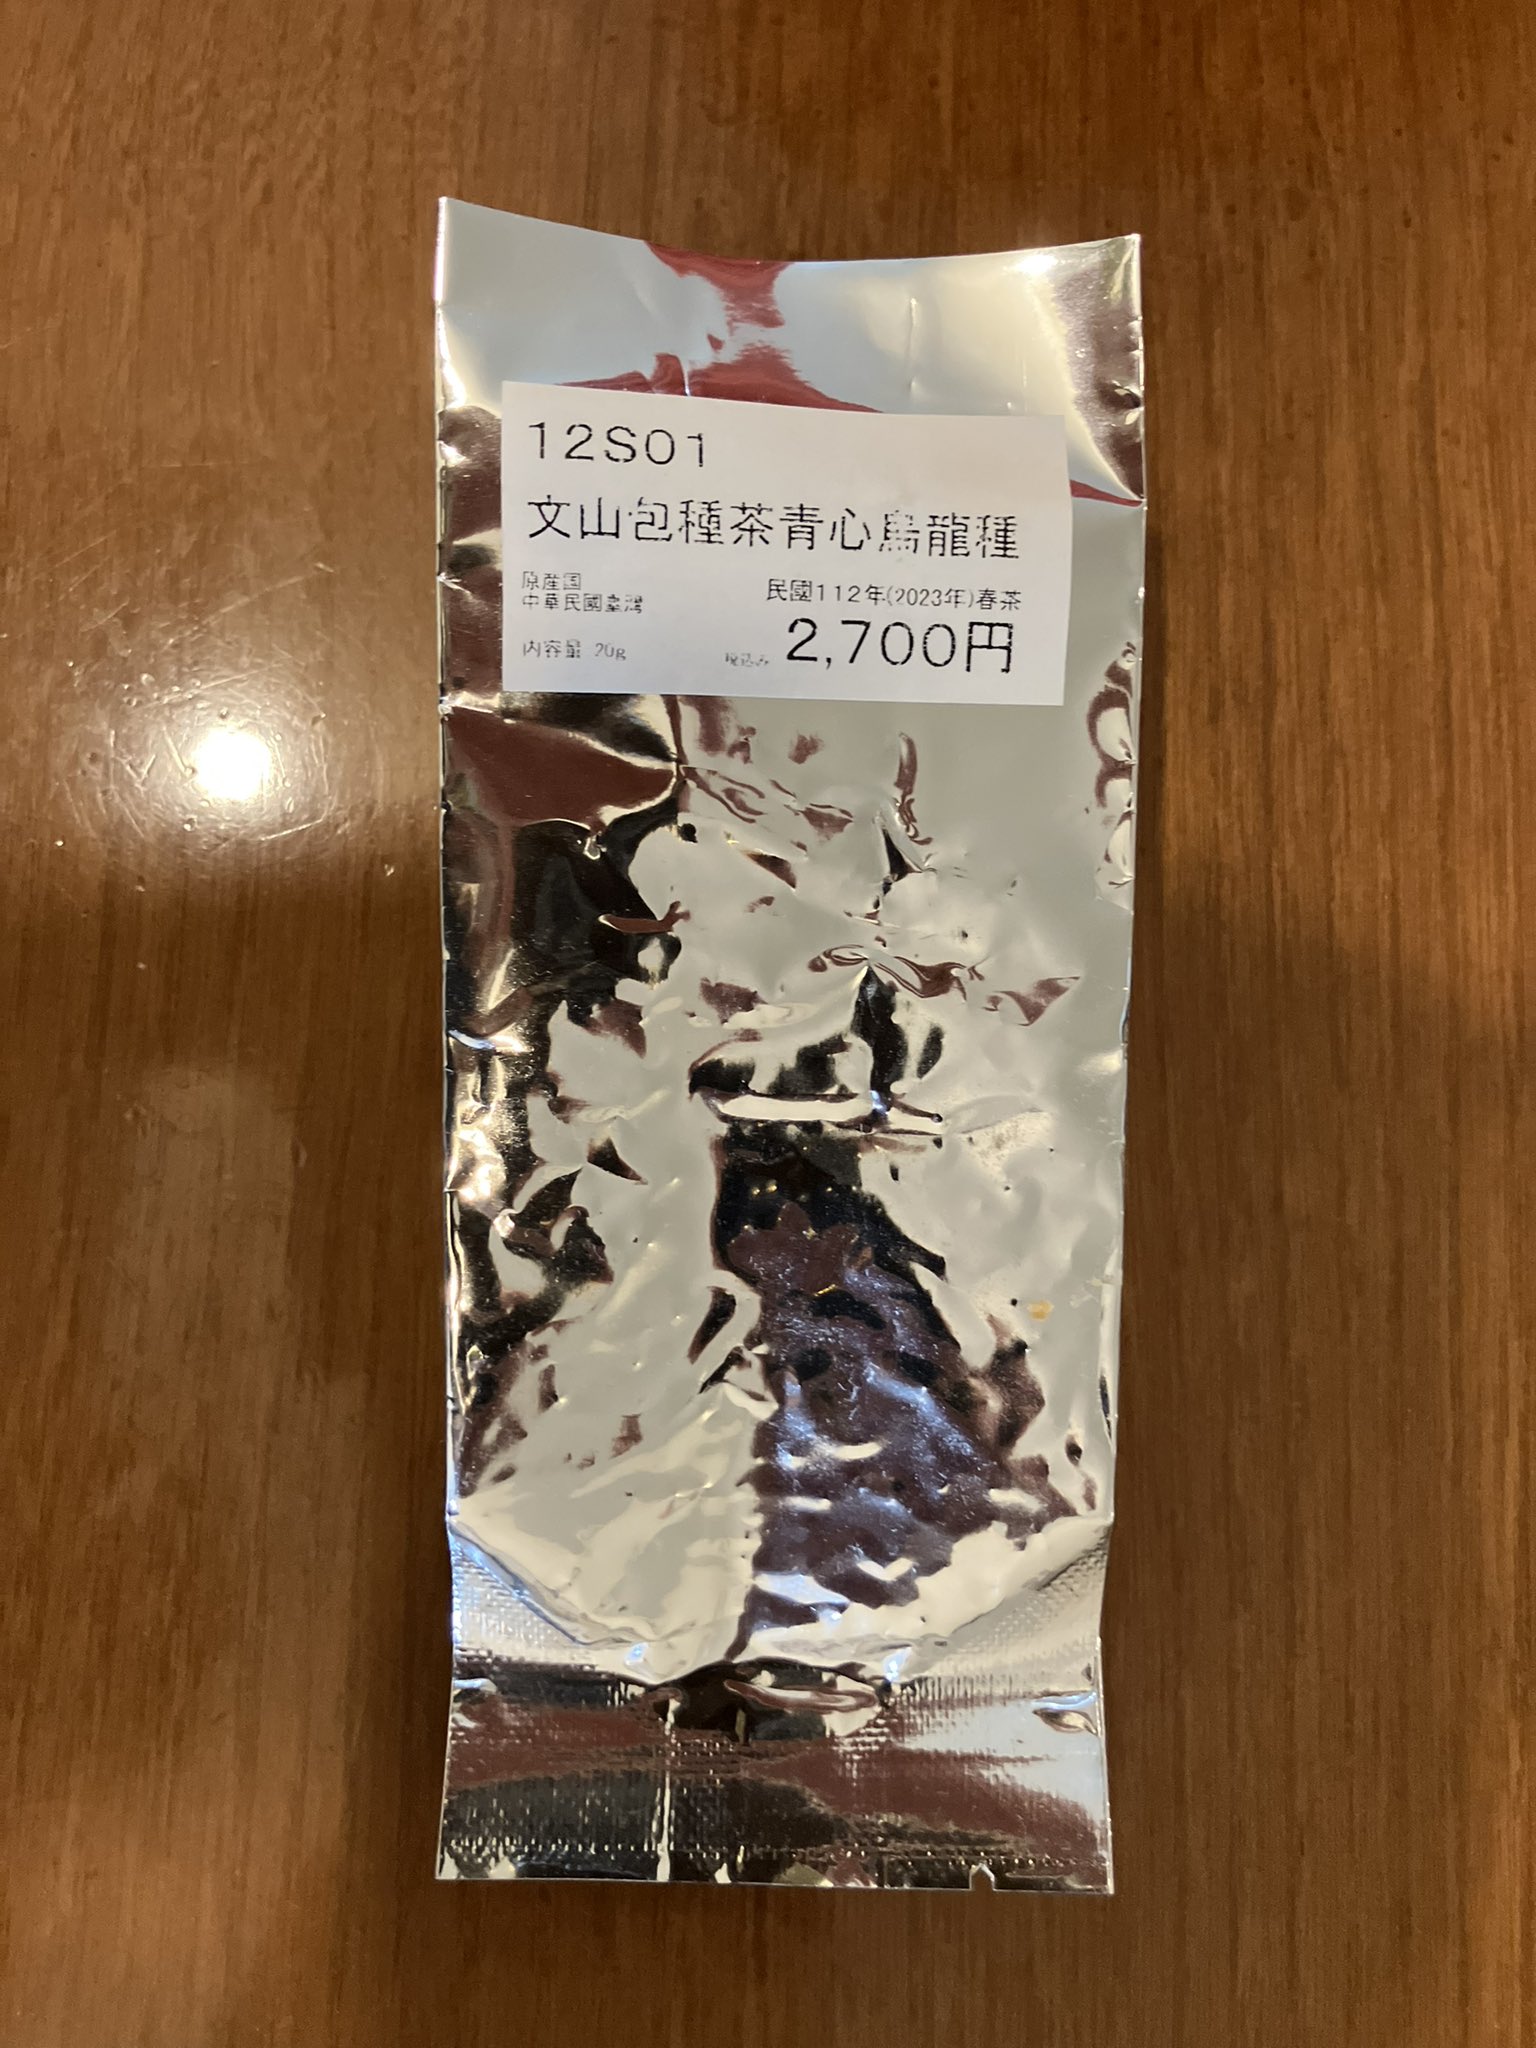 12S01
文山包種茶青心烏龍種
原産国
中華民國臺灣
民國112年(2023年)春茶
内容量 20g
税込み 2,700円